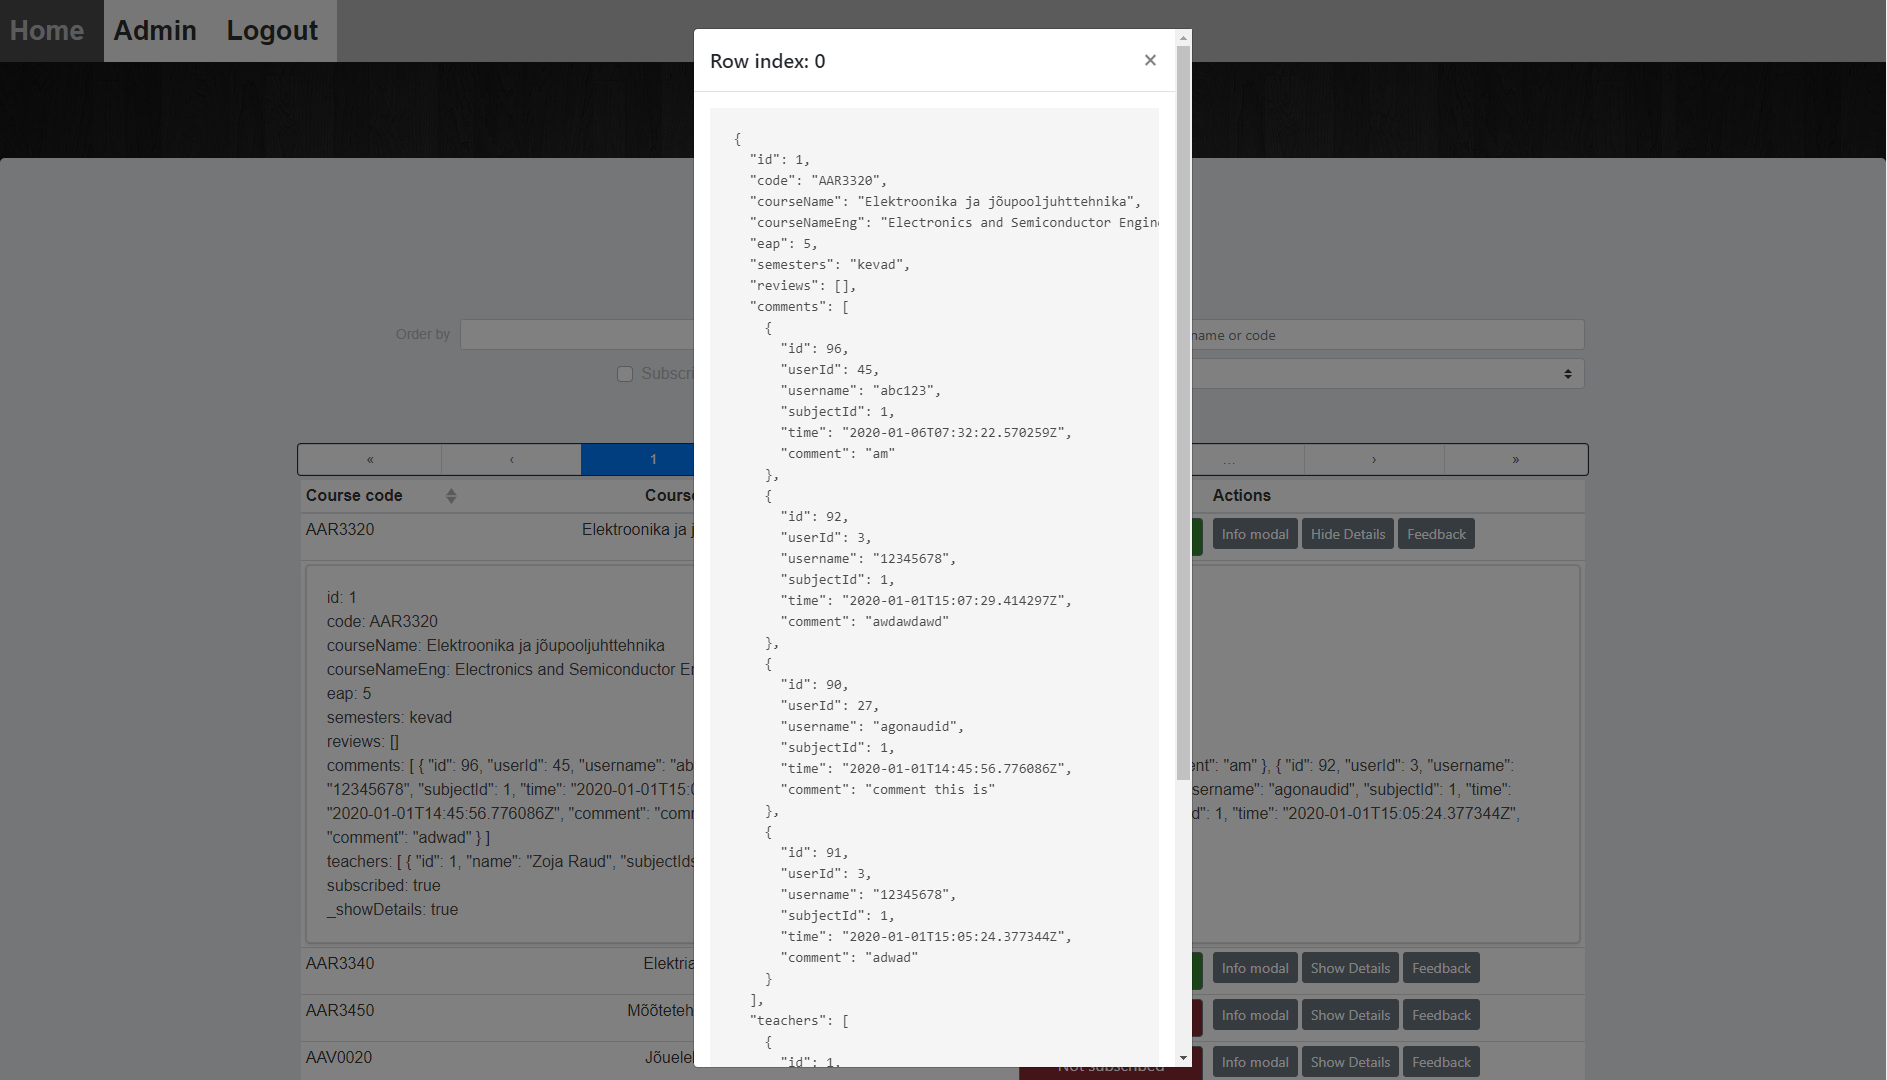 Home Admin Logout
Row index: 0 ×
{
"id": 1,
"code": "AAR3320",
"courseName": "Elektroonika ja jõupooljuhttehnika",
"courseNameEng": "Electronics and Semiconductor Engin
"eap": 5,
"semesters": "kevad",
"reviews": [],
"comments": [
{
"id": 96,
"userId": 45,
"username": "abc123",
"subjectId": 1,
"time": "2020-01-06T07:32:22.570259Z",
"comment": "am"
},
{
"id": 92,
"userId": 3,
"username": "12345678",
"subjectId": 1,
"time": "2020-01-01T15:07:29.414297Z",
"comment": "awdawdawd"
},
{
"id": 90,
"userId": 27,
"username": "agonaudid",
"subjectId": 1,
"time": "2020-01-01T14:45:56.776086Z",
"comment": "comment this is"
},
{
"id": 91,
"userId": 3,
"username": "12345678",
"subjectId": 1,
"time": "2020-01-01T15:05:24.377344Z",
"comment": "adwad"
}
],
"teachers": [
{
"id": 1,
Order by
name or code
Subscri
« ‹ 1 … › »
Course code Course Actions
AAR3320 Elektroonika ja j Info modal Hide Details Feedback
id: 1
code: AAR3320
courseName: Elektroonika ja jõupooljuhttehnika
courseNameEng: Electronics and Semiconductor En
eap: 5
semesters: kevad
reviews: []
comments: [ { "id": 96, "userId": 45, "username": "ab ent": "am" }, { "id": 92, "userId": 3, "username":
"12345678", "subjectId": 1, "time": "2020-01-01T15:0 sername": "agonaudid", "subjectId": 1, "time":
"2020-01-01T14:45:56.776086Z", "comment": "comm d": 1, "time": "2020-01-01T15:05:24.377344Z",
"comment": "adwad" } ]
teachers: [ { "id": 1, "name": "Zoja Raud", "subjectIds
subscribed: true
_showDetails: true
AAR3340 Elektria Info modal Show Details Feedback
AAR3450 Mõõteteh Info modal Show Details Feedback
AAV0020 Jõuelel Not subscribed Info modal Show Details Feedback